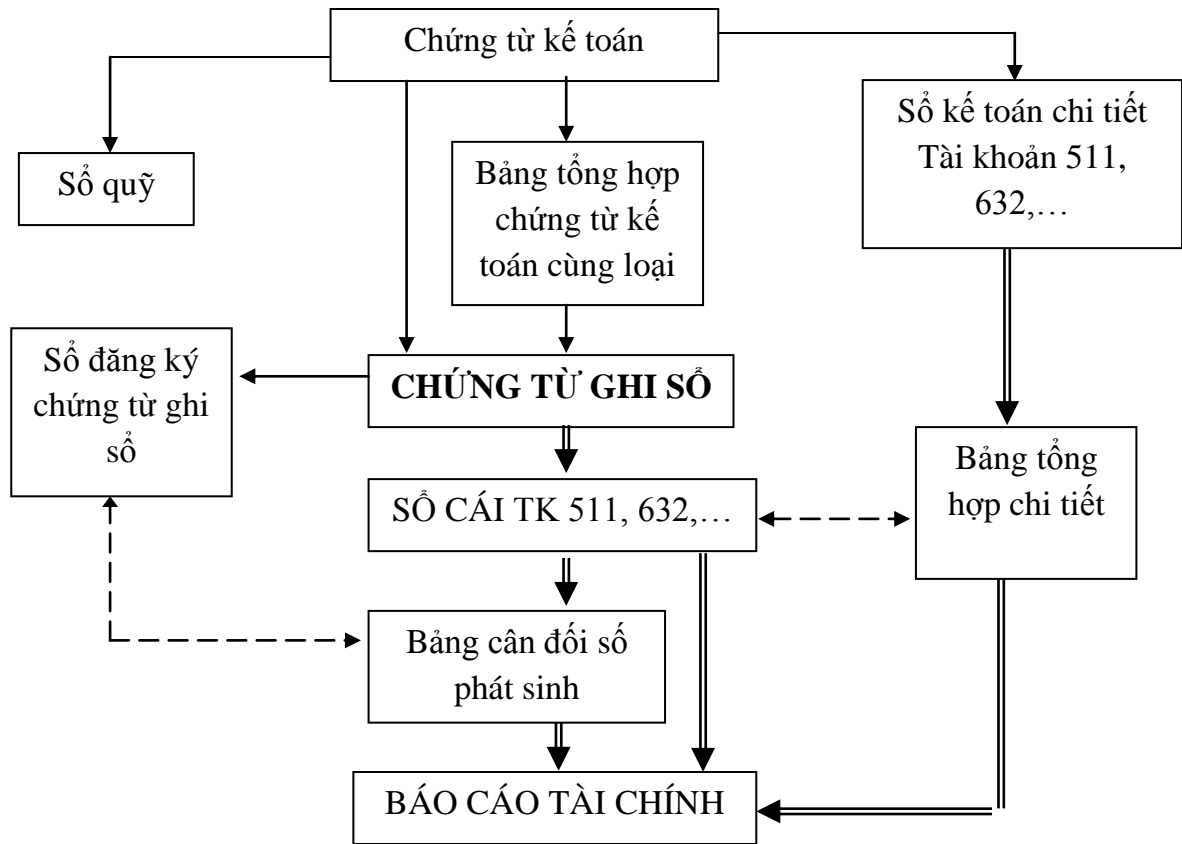 Chứng từ kế toán
Sổ quỹ
Bảng tổng hợp
chứng từ kế
toán cùng loại
Sổ kế toán chi tiết
Tài khoản 511,
632,…
Sổ đăng ký
chứng từ ghi
sổ
CHỨNG TỪ GHI SỔ
SỔ CÁI TK 511, 632,…
Bảng tổng
hợp chi tiết
Bảng cân đối số
phát sinh
BÁO CÁO TÀI CHÍNH